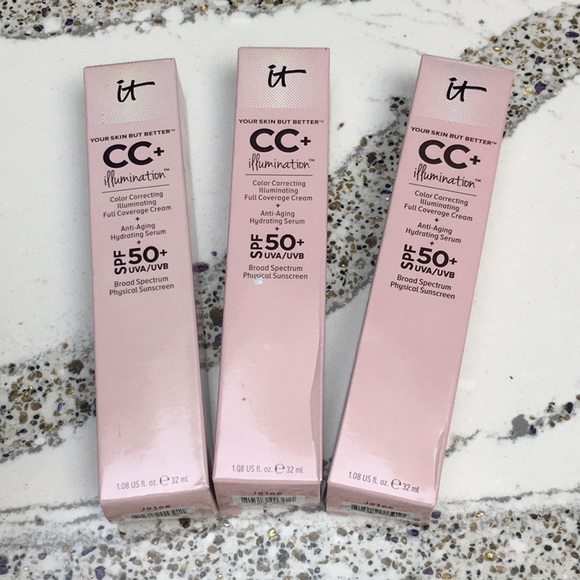 it
YOUR SKIN BUT BETTER™
CC+
illumination™
Color Correcting
Illuminating
Full Coverage Cream
+
Anti-Aging
Hydrating Serum
+
SPF 50+
UVA/UVB
Broad Spectrum
Physical Sunscreen
1.08 US fl. oz. e 32 ml
it
YOUR SKIN BUT BETTER™
CC+
illumination™
Color Correcting
Illuminating
Full Coverage Cream
+
Anti-Aging
Hydrating Serum
+
SPF 50+
UVA/UVB
Broad Spectrum
Physical Sunscreen
1.08 US fl. oz. e 32 ml
it
YOUR SKIN BUT BETTER™
CC+
illumination™
Color Correcting
Illuminating
Full Coverage Cream
+
Anti-Aging
Hydrating Serum
+
SPF 50+
UVA/UVB
Broad Spectrum
Physical Sunscreen
1.08 US fl. oz. e 32 ml